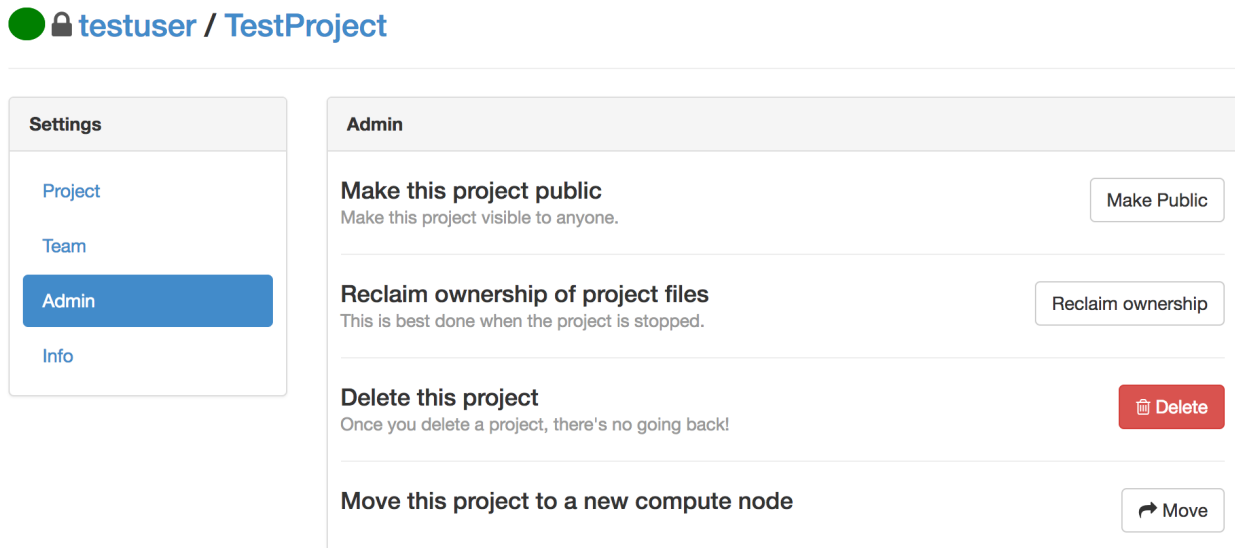 testuser / TestProject
Settings
Project
Team
Admin
Info
Admin
Make this project public
Make this project visible to anyone.
Make Public
Reclaim ownership of project files
This is best done when the project is stopped.
Reclaim ownership
Delete this project
Once you delete a project, there's no going back!
Delete
Move this project to a new compute node
Move